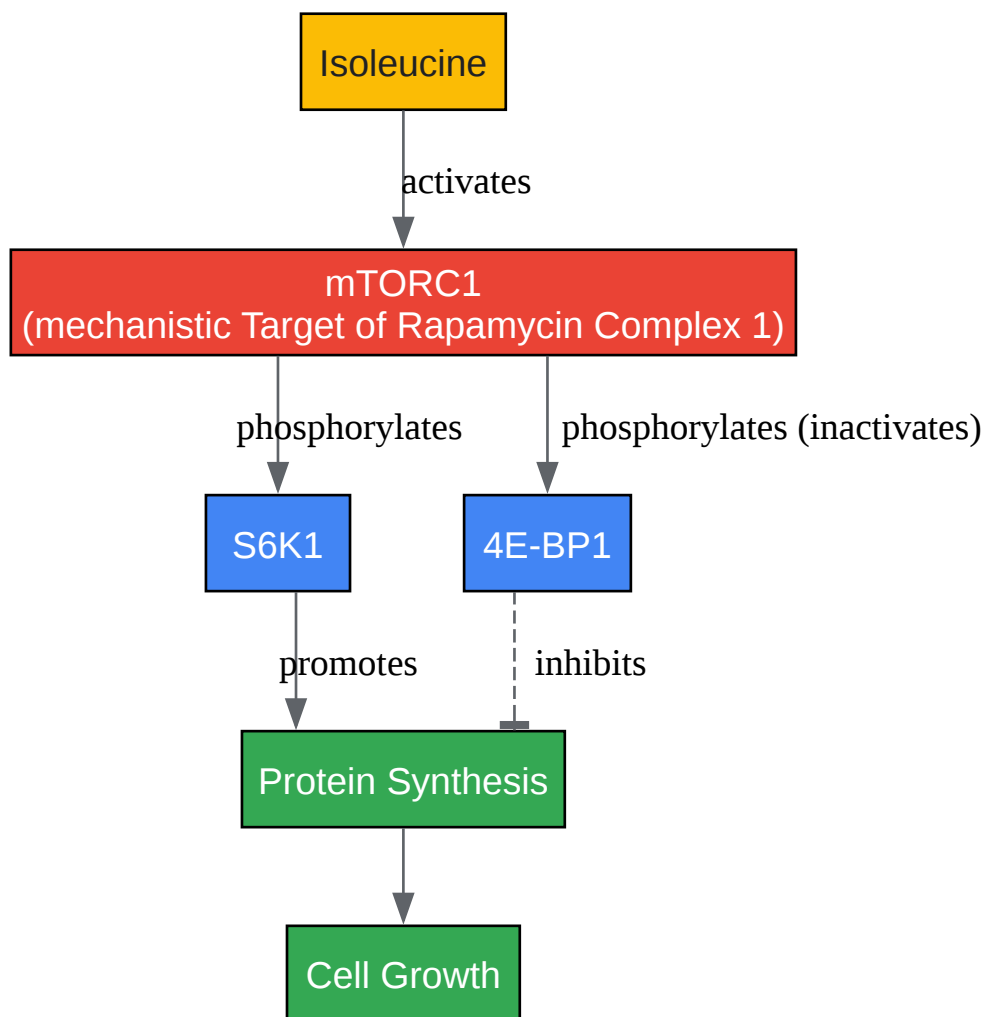 Isoleucine
activates
mTORC1
(mechanistic Target of Rapamycin Complex 1)
phosphorylates
phosphorylates (inactivates)
S6K1
4E-BP1
promotes
inhibits
Protein Synthesis
Cell Growth